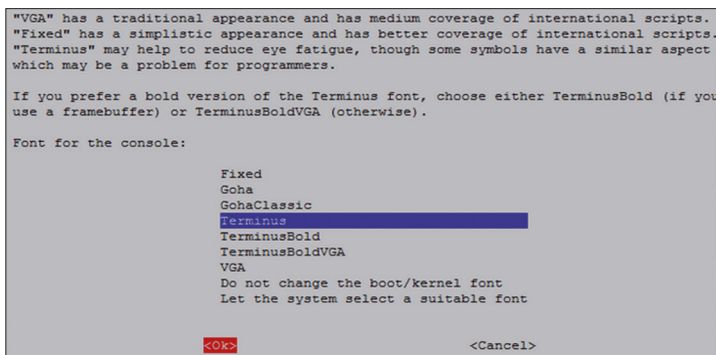 "VGA" has a traditional appearance and has medium coverage of international scripts.
"Fixed" has a simplistic appearance and has better coverage of international scripts.
"Terminus" may help to reduce eye fatigue, though some symbols have a similar aspect
which may be a problem for programmers.
If you prefer a bold version of the Terminus font, choose either TerminusBold (if you
use a framebuffer) or TerminusBoldVGA (otherwise).
Font for the console:
Fixed
Goha
GohaClassic
Terminus
TerminusBold
TerminusBoldVGA
VGA
Do not change the boot/kernel font
Let the system select a suitable font
<Ok> <Cancel>